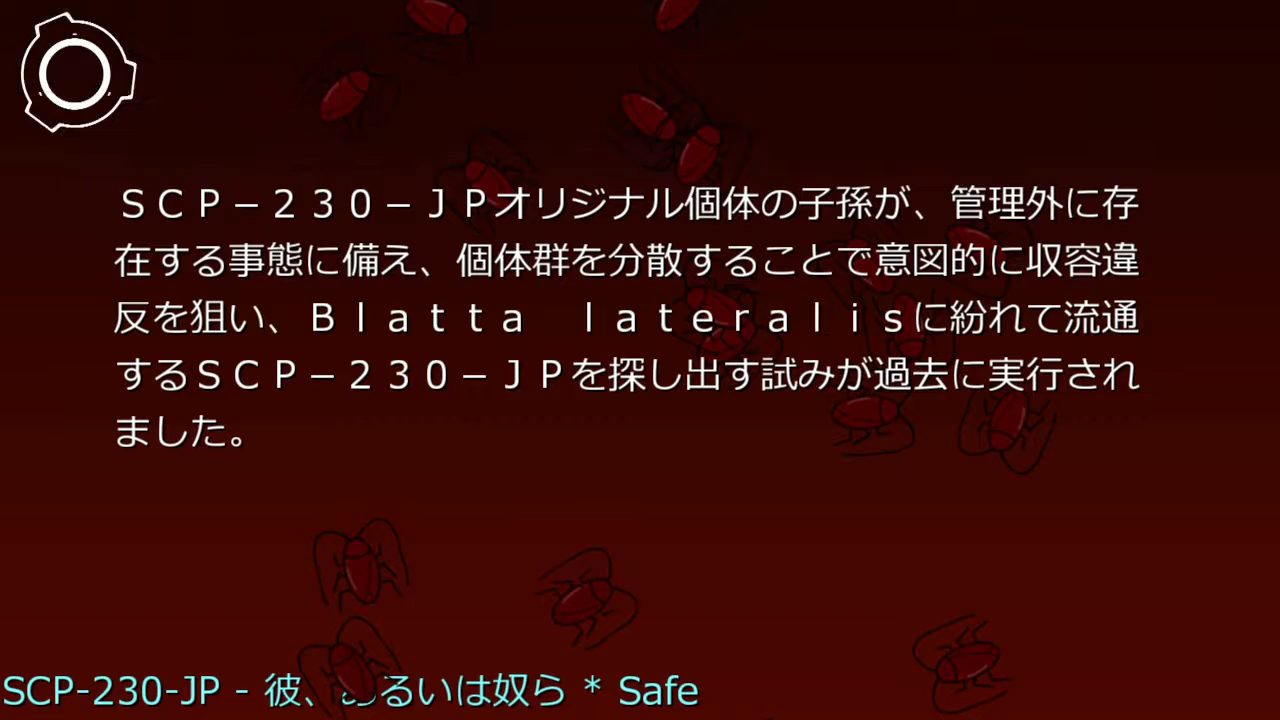 ＳＣＰ－２３０－ＪＰオリジナル個体の子孫が、管理外に存
在する事態に備え、個体群を分散することで意図的に収容違
反を狙い、Ｂｌａｔｔａ　ｌａｔｅｒａｌｉｓに紛れて流通
するＳＣＰ－２３０－ＪＰを探し出す試みが過去に実行され
ました。
SCP-230-JP - 彼、あるいは奴ら * Safe